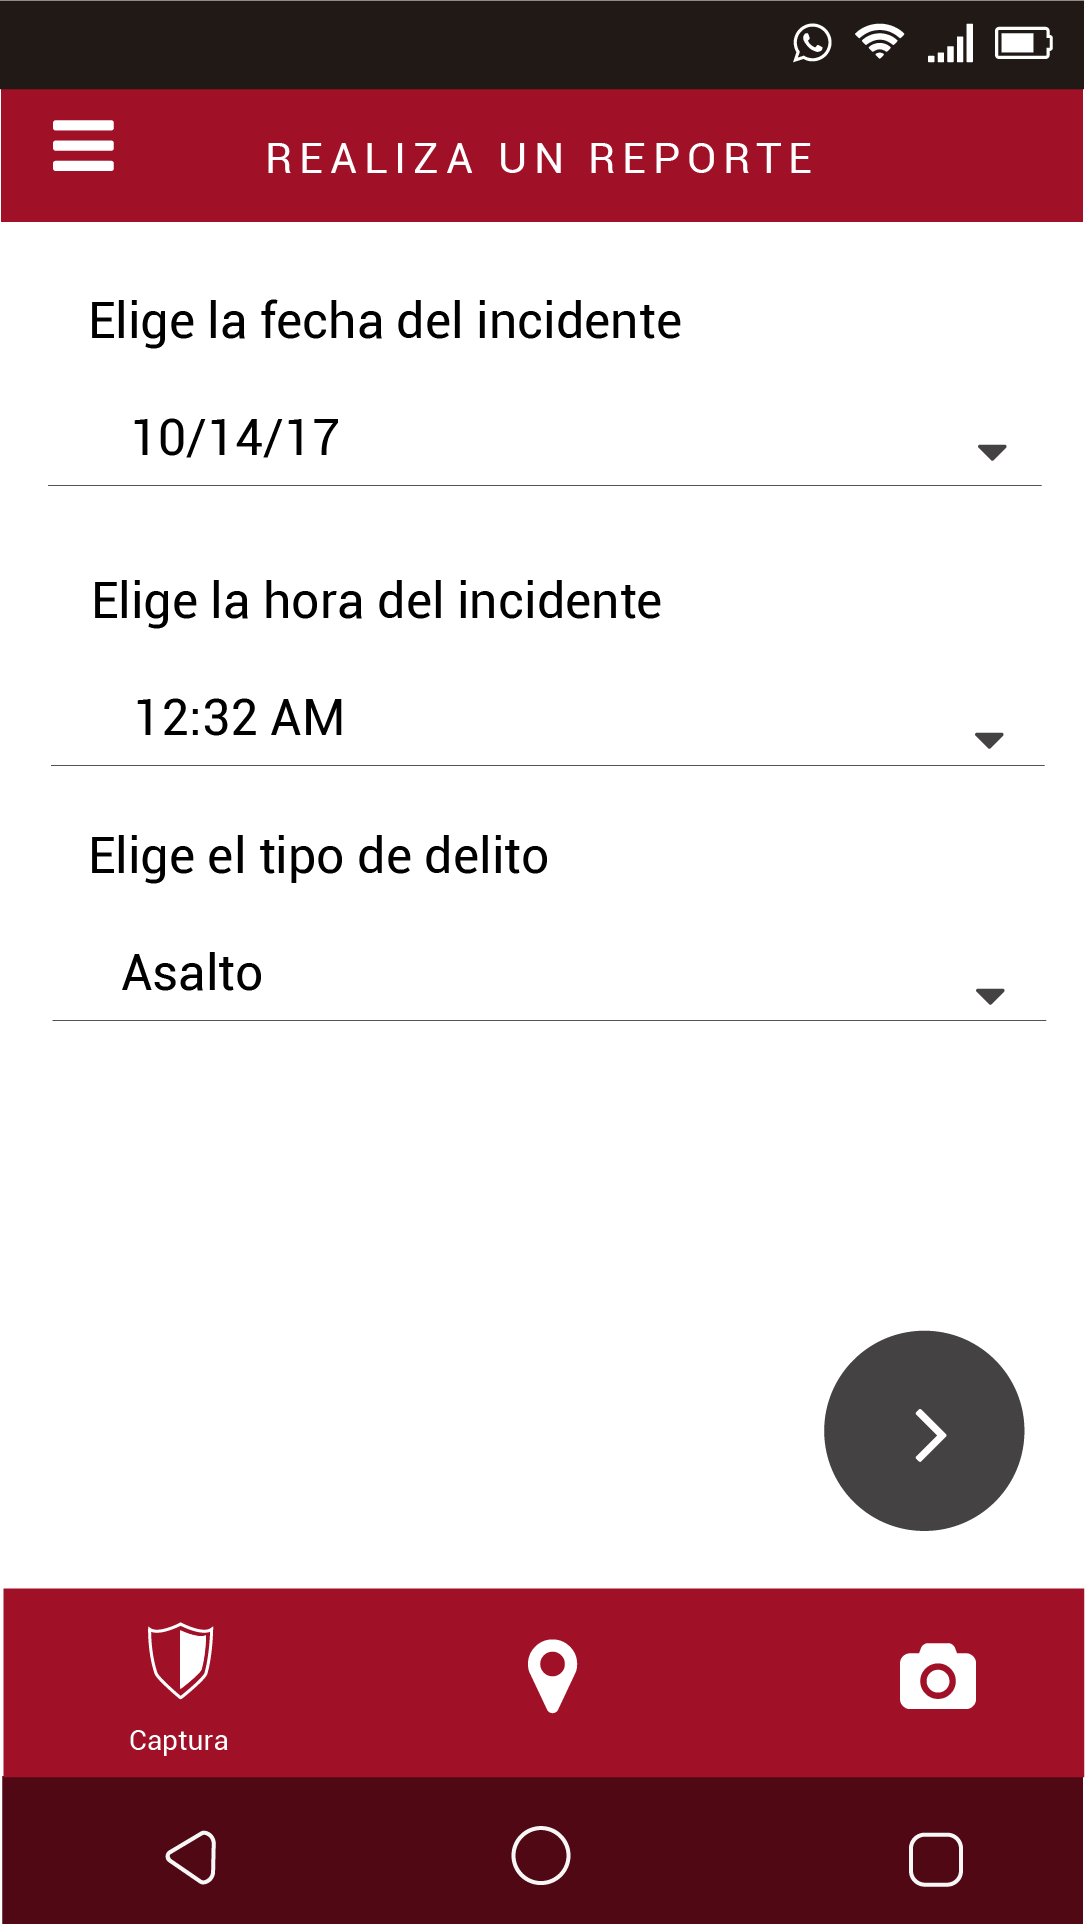 REALIZA UN REPORTE
Elige la fecha del incidente
10/14/17
Elige la hora del incidente
12:32 AM
Elige el tipo de delito
Asalto
Captura